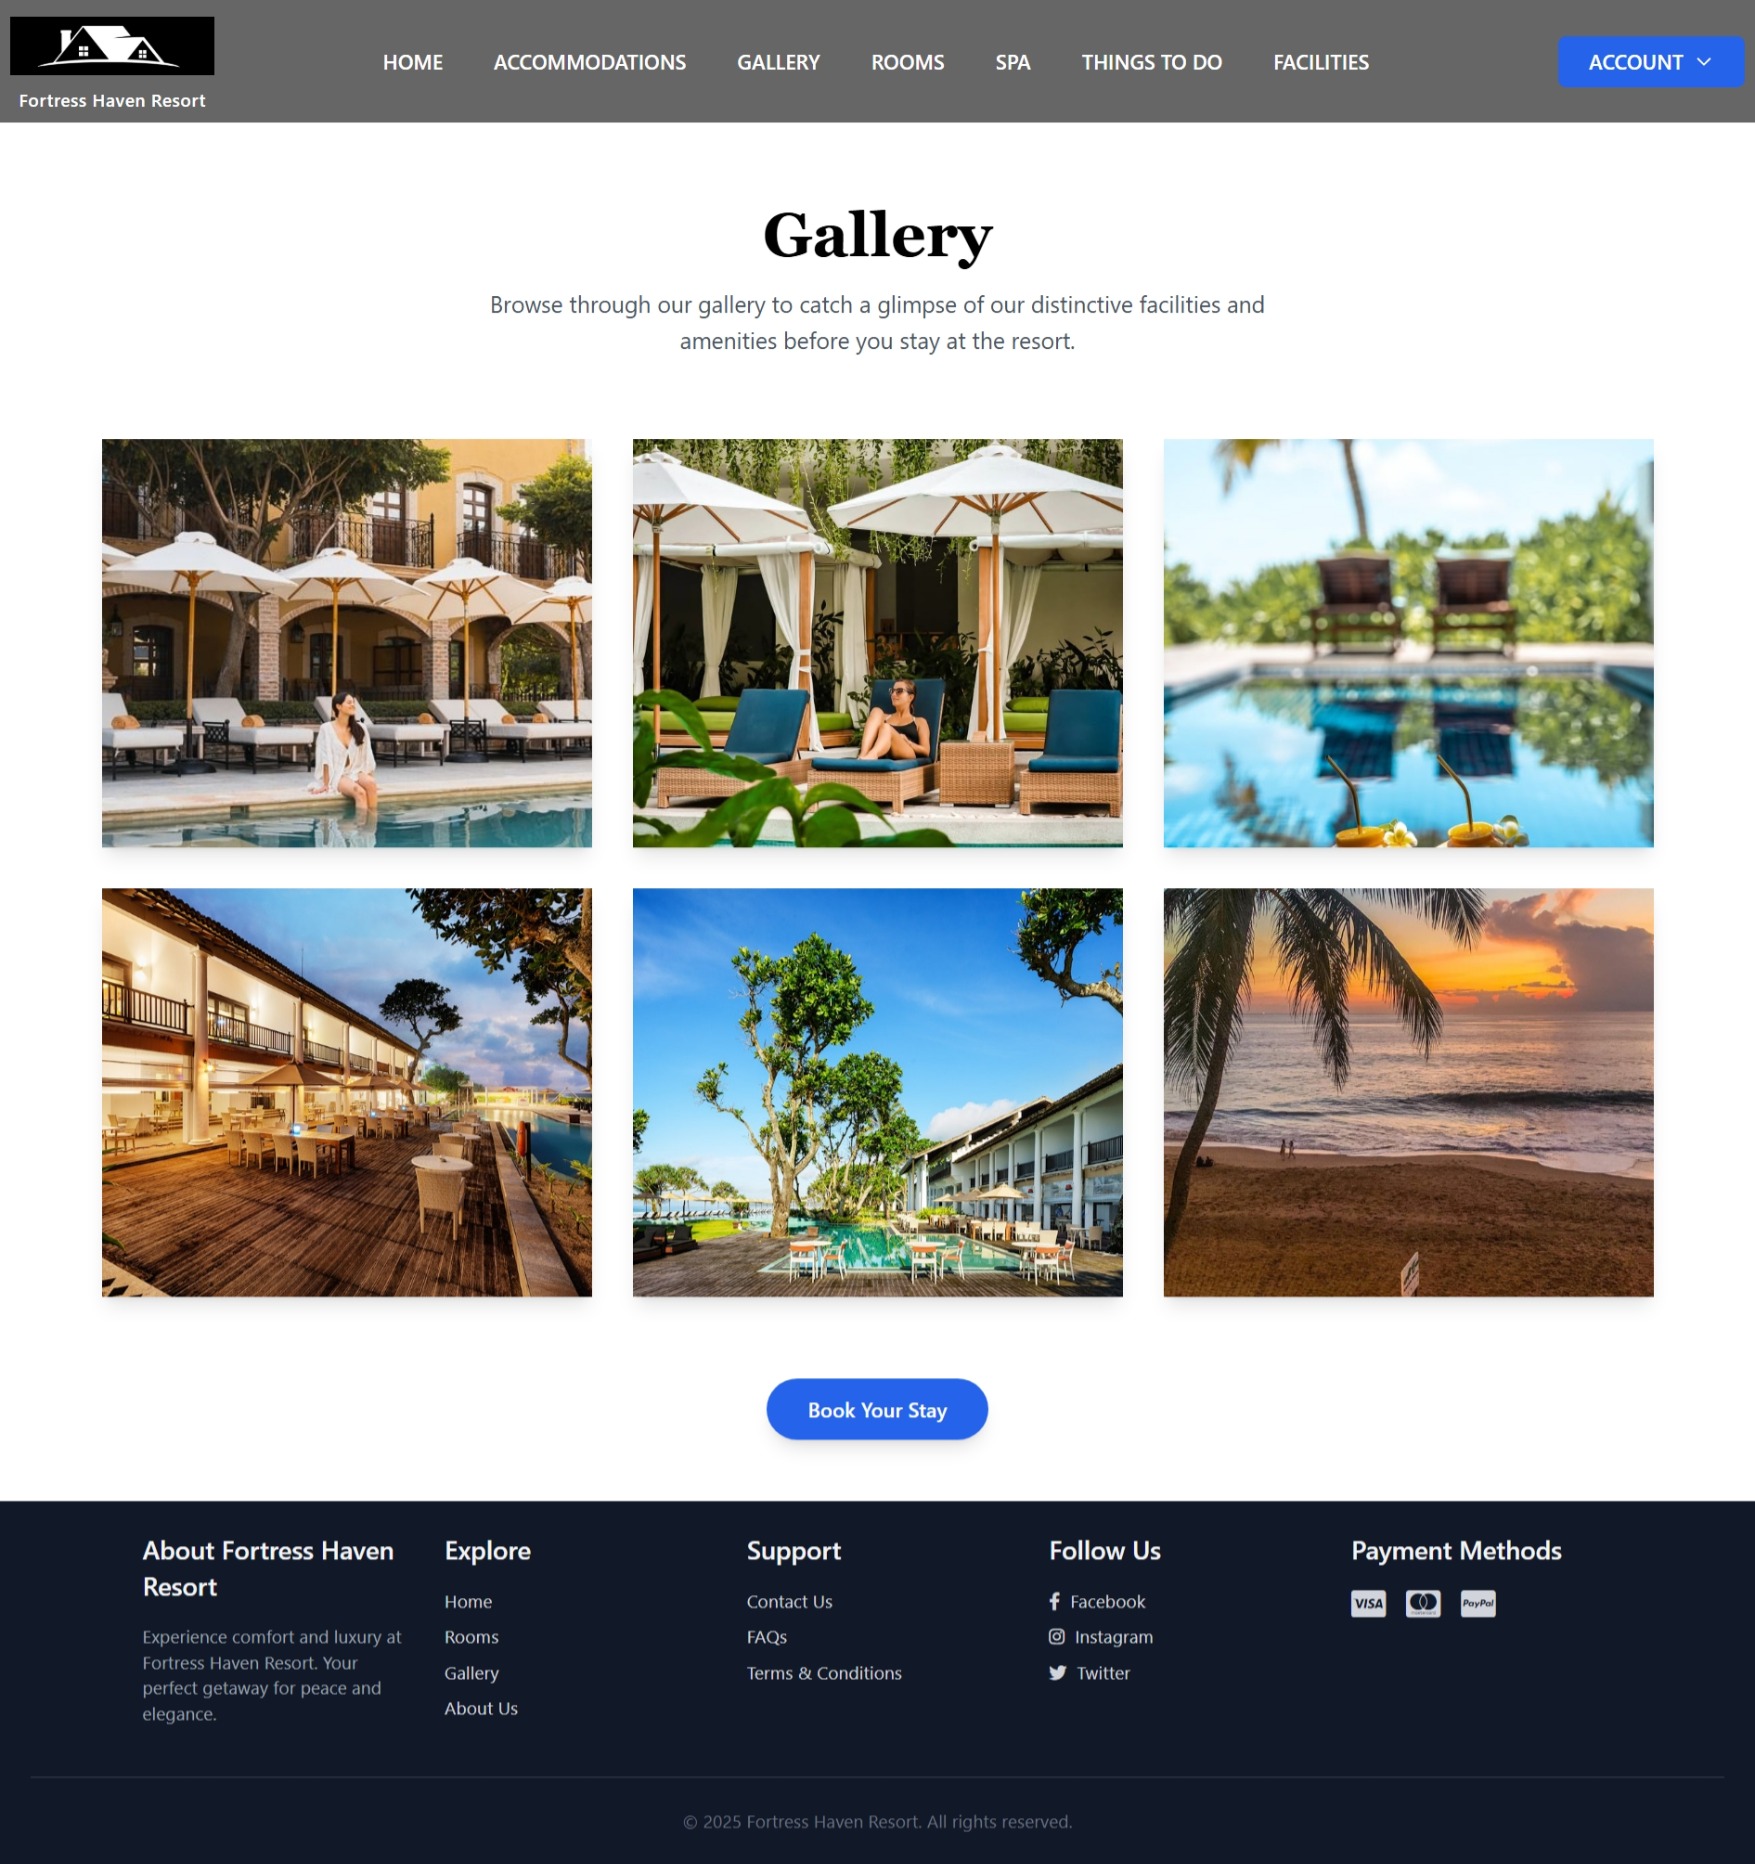 Fortress Haven Resort
HOME
ACCOMMODATIONS
GALLERY
ROOMS
SPA
THINGS TO DO
FACILITIES
ACCOUNT
Gallery
Browse through our gallery to catch a glimpse of our distinctive facilities and
amenities before you stay at the resort.
Book Your Stay
About Fortress Haven
Resort
Experience comfort and luxury at
Fortress Haven Resort. Your
perfect getaway for peace and
elegance.
Explore
Home
Rooms
Gallery
About Us
Support
Contact Us
FAQs
Terms & Conditions
Follow Us
Facebook
Instagram
Twitter
Payment Methods
VISA
PayPal
© 2025 Fortress Haven Resort. All rights reserved.